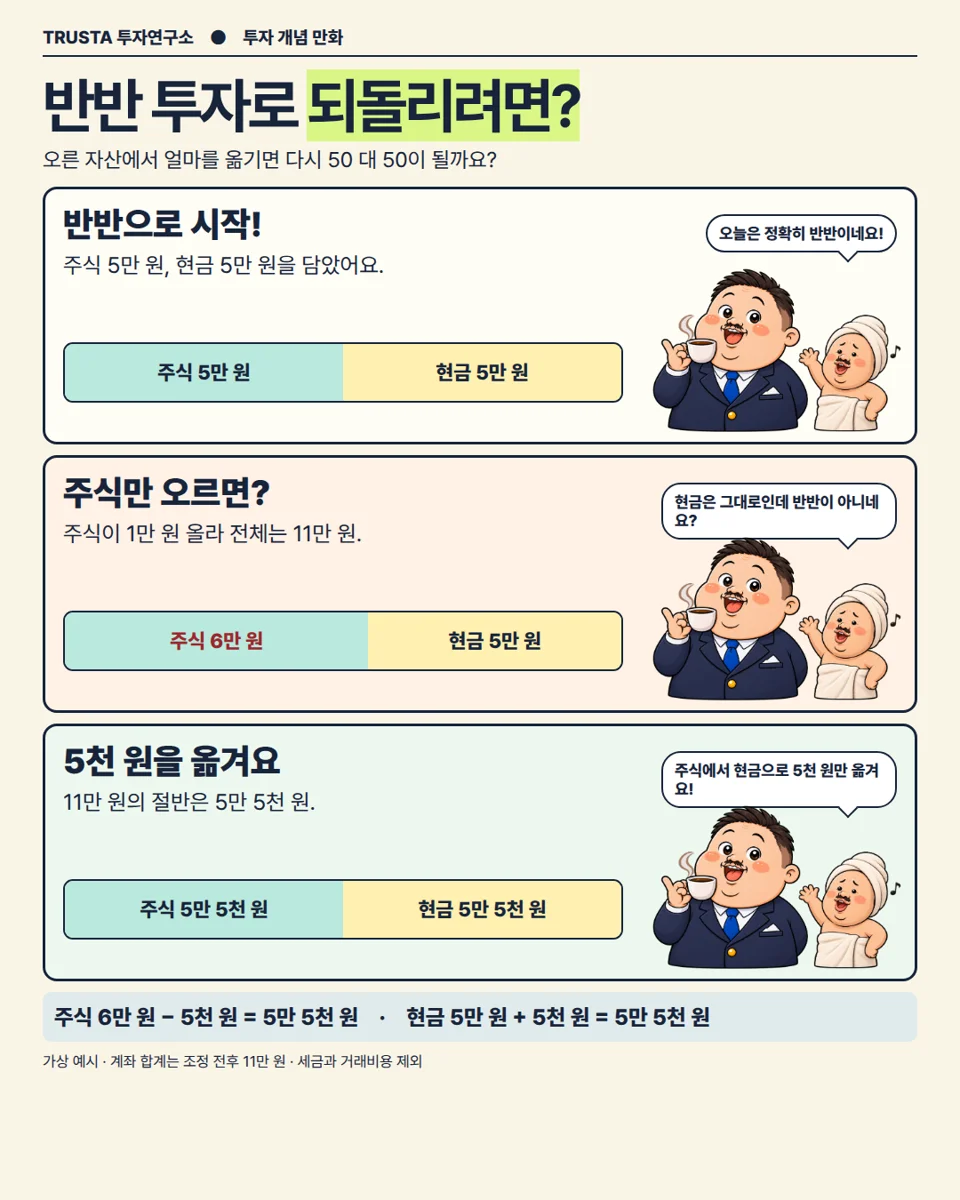 TRUSTA 투자연구소 ● 투자 개념 만화
반반 투자로 되돌리려면?
오른 자산에서 얼마를 옮기면 다시 50 대 50이 될까요?
반반으로 시작!
주식 5만 원, 현금 5만 원을 담았어요.
오늘은 정확히 반반이네요!
주식 5만 원
현금 5만 원
주식만 오르면?
주식이 1만 원 올라 전체는 11만 원.
현금은 그대로인데 반반이 아니네
요?
주식 6만 원
현금 5만 원
5천 원을 옮겨요
11만 원의 절반은 5만 5천 원.
주식에서 현금으로 5천 원만 옮겨
요!
주식 5만 5천 원
현금 5만 5천 원
주식 6만 원 − 5천 원 = 5만 5천 원 · 현금 5만 원 + 5천 원 = 5만 5천 원
가상 예시 · 계좌 합계는 조정 전후 11만 원 · 세금과 거래비용 제외